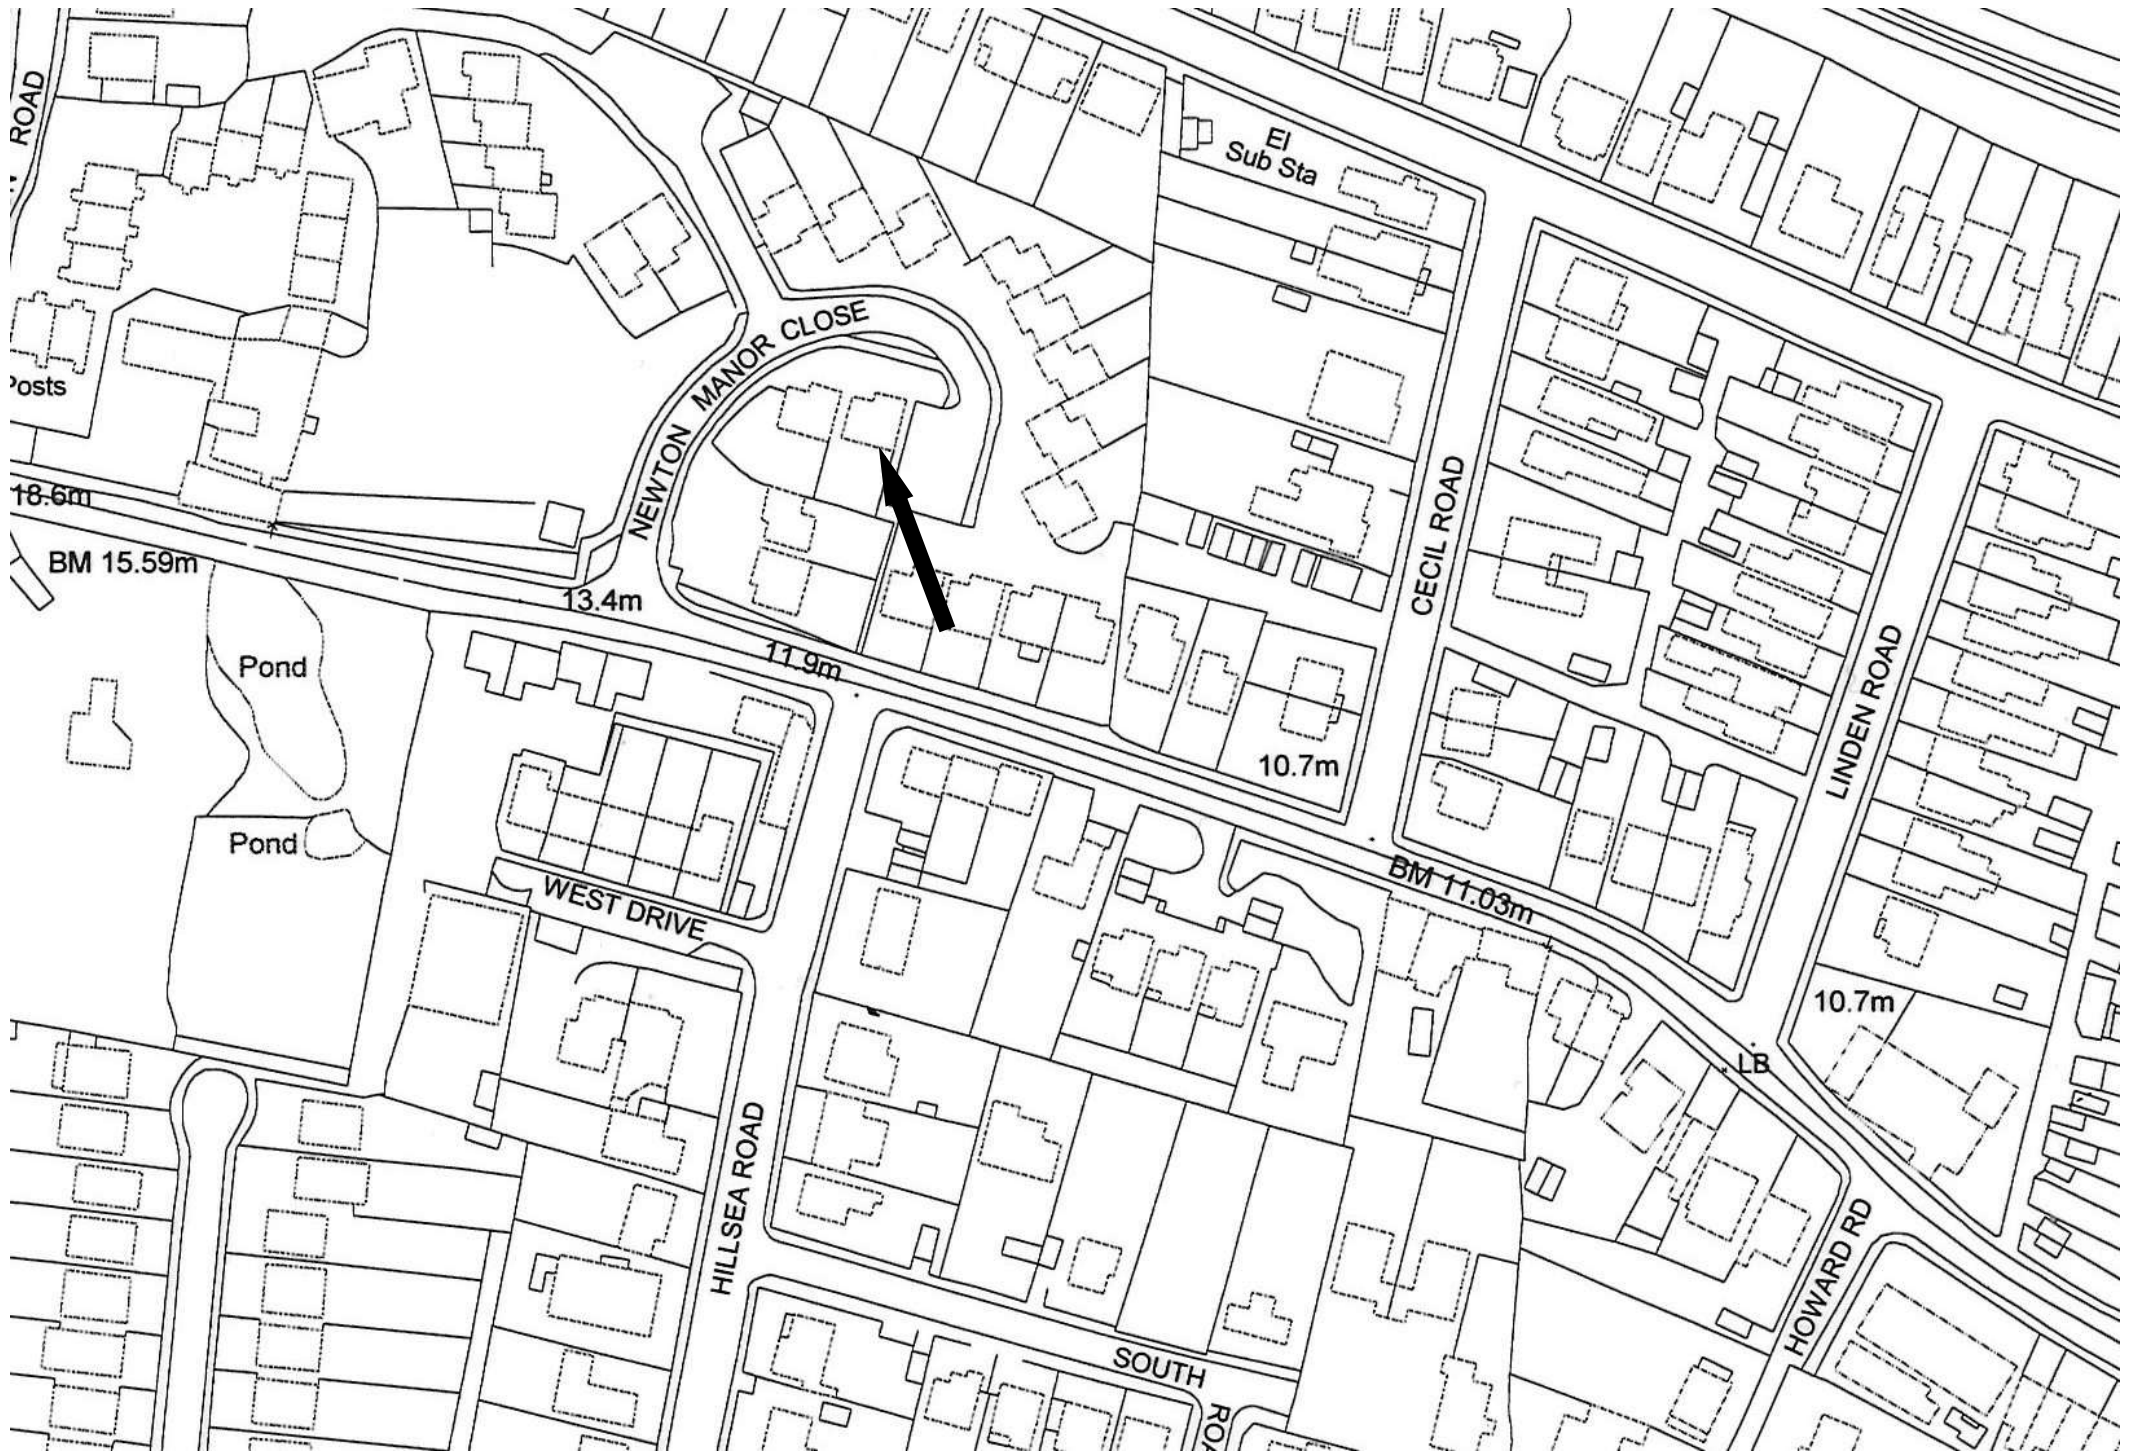 ROAD
El
Sub Sta
NEWTON MANOR CLOSE
Posts
18.6m
BM 15.59m
13.4m
CECIL ROAD
11.9m
Pond
LINDEN ROAD
10.7m
Pond
WEST DRIVE
BM 11.03m
10.7m
LB
HILLSEA ROAD
HOWARD RD
SOUTH